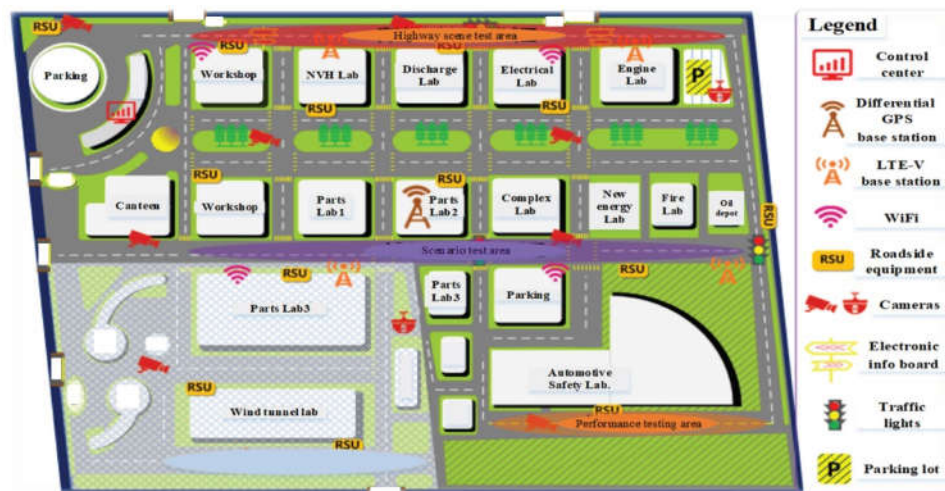 RSU
Highway scene test area
RSU
Parking
Workshop
NVH Lab
Discharge Lab
Electrical Lab
Engine Lab
P
RSU
RSU
RSU
RSU
Canteen
Workshop
Parts Lab1
Parts Lab2
Complex Lab
New energy Lab
Fire Lab
Oil depot
RSU
Scenario test area
RSU
RSU
Parts Lab3
Parts Lab3
Parking
Automotive Safety Lab.
RSU
Wind tunnel lab
RSU
Performance testing area
RSU
Legend
Control
center
Differential
GPS
base station
LTE-V
base station
WiFi
RSU
Roadside
equipment
Cameras
Electronic
info board
Traffic
lights
P
Parking lot